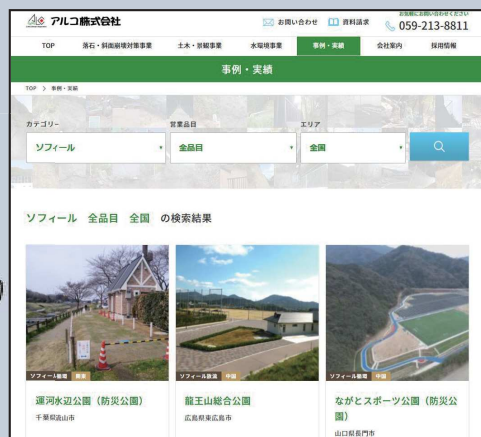 アルコ株式会社
お問い合わせ 資料請求
お気軽にお問い合わせください
059-213-8811
TOP 落石・斜面崩壊対策事業 土木・景観事業 水環境事業 事例・実績 会社案内 採用情報
事例・実績
TOP > 事例・実績
カテゴリー 営業品目 エリア
ソフィール 全品目 全国
ソフィール 全品目 全国 の検索結果
ソフィール 関東
ソフィール 中国
ソフィール 中国
運河水辺公園（防災公園）
千葉県流山市
龍王山総合公園
広島県東広島市
ながとスポーツ公園（防災公園）
山口県長門市